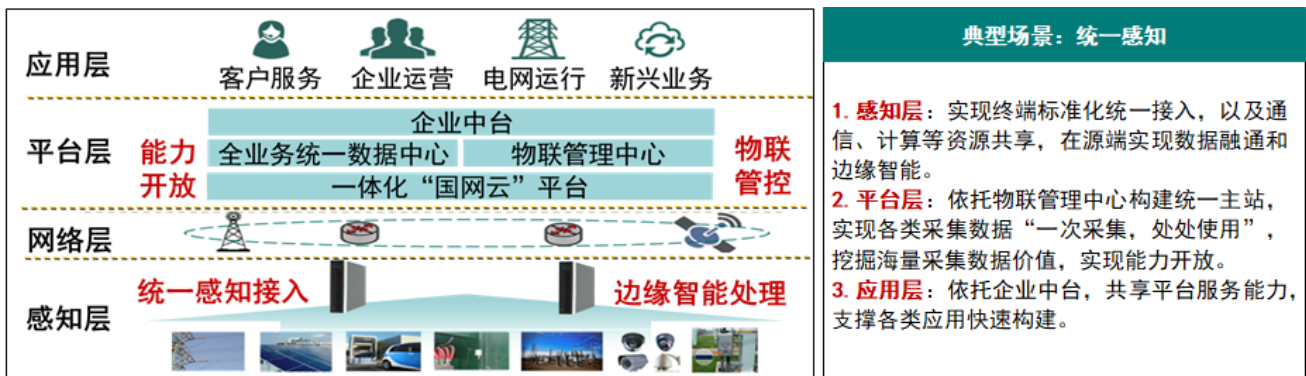 应用层
客户服务 企业运营 电网运行 新兴业务
平台层
能力开放
企业中台
全业务统一数据中心 物联管理中心
一体化“国网云”平台
物联管控
网络层
统一感知接入 边缘智能处理
感知层
典型场景：统一感知
1. 感知层：实现终端标准化统一接入，以及通
信、计算等资源共享，在源端实现数据融通和
边缘智能。
2. 平台层：依托物联管理中心构建统一主站，
实现各类采集数据“一次采集，处处使用”，
挖掘海量采集数据价值，实现能力开放。
3. 应用层：依托企业中台，共享平台服务能力，
支撑各类应用快速构建。